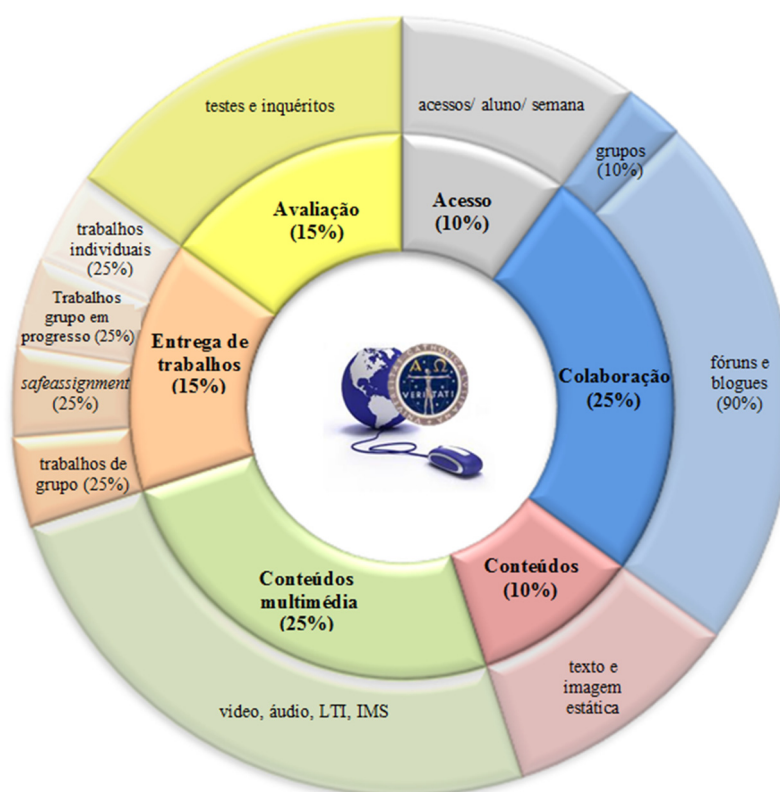 testes e inquéritos
acessos/ aluno/ semana
grupos
(10%)
Avaliação
(15%)
Acesso
(10%)
trabalhos
individuais
(25%)
Trabalhos
grupo em
progresso (25%)
safeassignment
(25%)
trabalhos de
grupo (25%)
Entrega de
trabalhos
(15%)
Colaboração
(25%)
fóruns e
blogues
(90%)
Conteúdos
multimédia
(25%)
Conteúdos
(10%)
texto e
imagem
estática
video, áudio, LTI, IMS
Α Ω
VERITATI